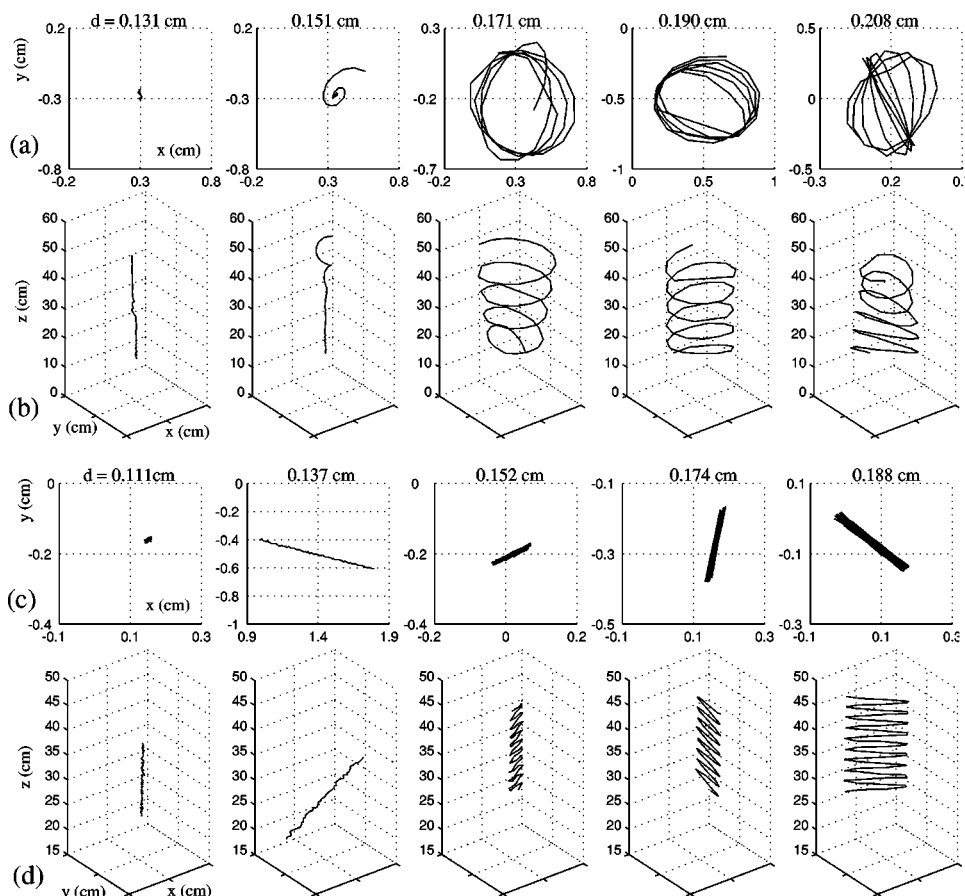 d = 0.131 cm 0.151 cm 0.171 cm 0.190 cm 0.208 cm
0.2 0.2 0.3 0 0.5
y (cm) -0.3 -0.3 -0.2 -0.5 0
(a) x (cm)
-0.8 -0.8 -0.7 -1 -0.5
-0.2 0.3 0.8 -0.2 0.3 0.8 0 0.5 1 0 0.5 1 -0.3 0.2
60 60 60 60 60
50 50 50 50 50
40 40 40 40 40
z (cm) 30 30 30 30 30
20 20 20 20 20
10 10 10 10 10
0 0 0 0 0
(b) y (cm) x (cm)
d = 0.111cm 0.137 cm 0.152 cm 0.174 cm 0.188 cm
0 0 0 -0.1 0.1
y (cm) -0.2
-0.2 -0.4 -0.2 -0.3 -0.1
-0.6
(c) x (cm) -0.8
-0.4 -1 -0.4 -0.5 -0.3
-0.1 0.1 0.3 0.9 1.4 1.9 -0.2 0 0.2 -0.1 0.1 0.3 -0.1 0.1 0.3
50 50 50 50 50
45 45 45 45 45
40 40 40 40 40
35 35 35 35 35
z (cm) 30 30 30 30 30
25 25 25 25 25
20 20 20 20 20
15 15 15 15 15
(d) y (cm) x (cm)